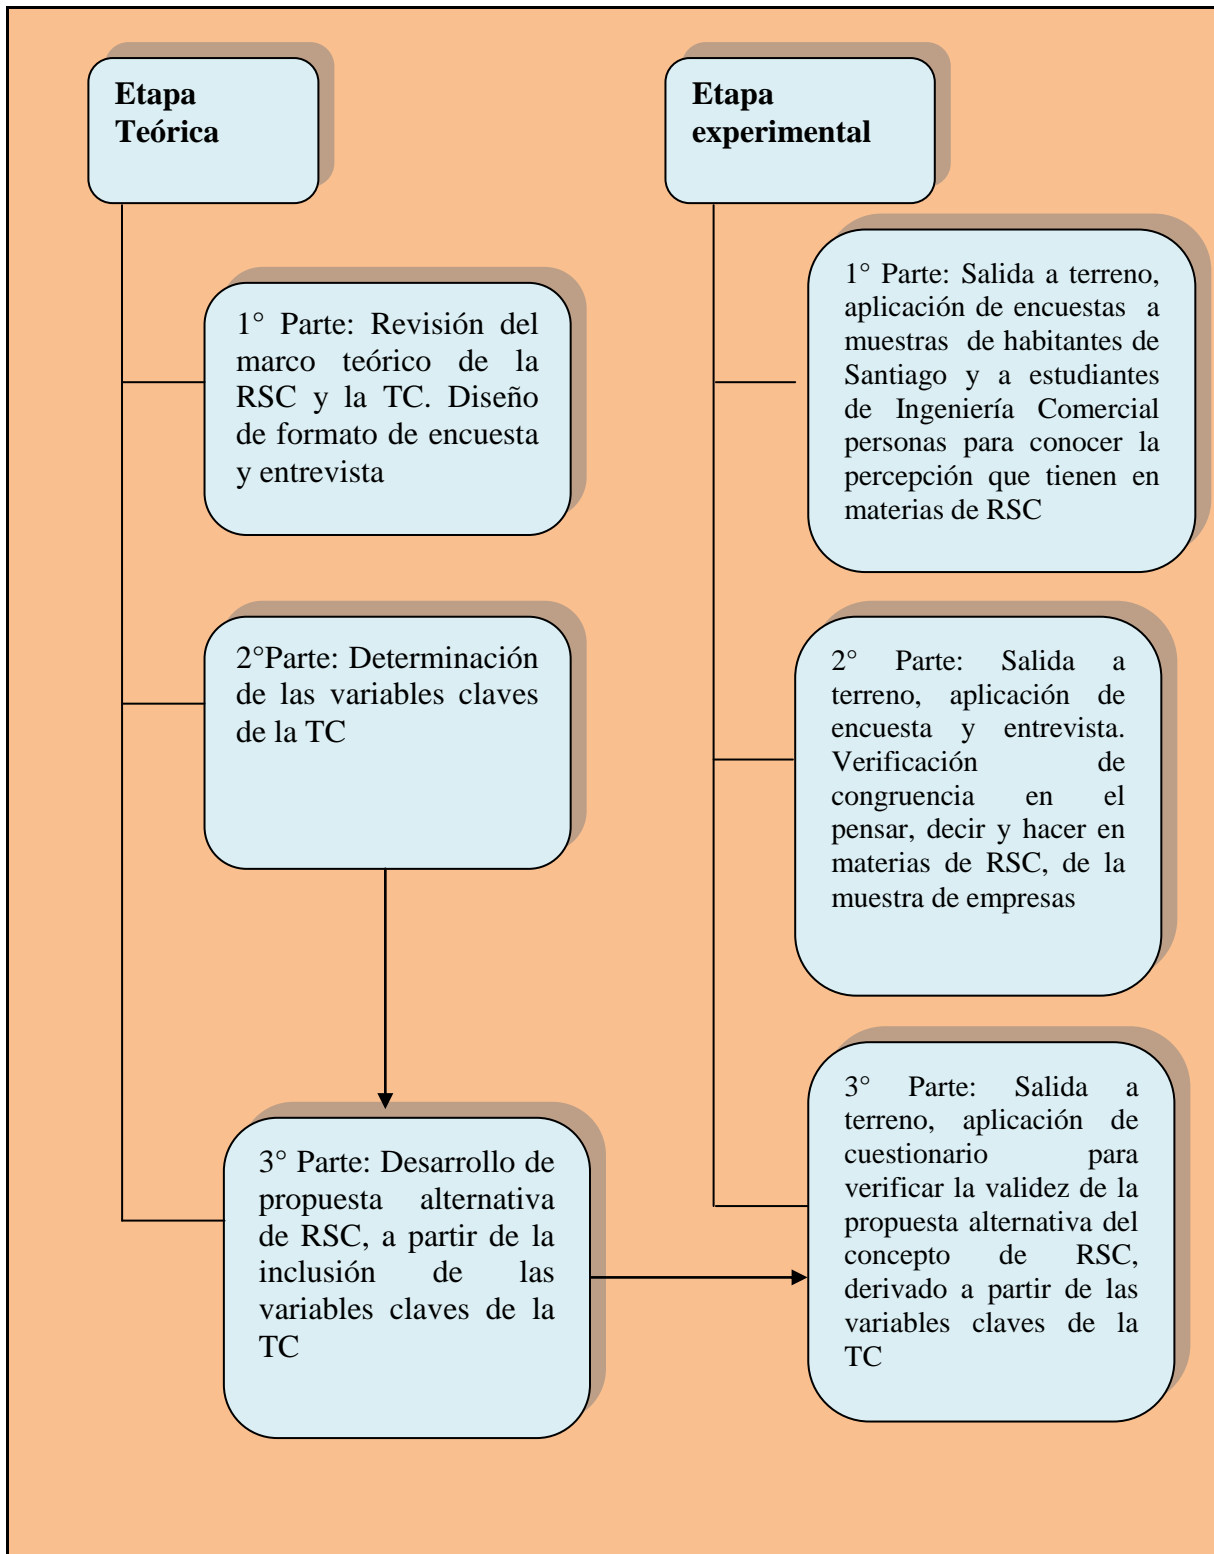 Etapa
Teórica
1° Parte: Revisión del
marco teórico de la
RSC y la TC. Diseño
de formato de encuesta
y entrevista
2°Parte: Determinación
de las variables claves
de la TC
3° Parte: Desarrollo de
propuesta alternativa
de RSC, a partir de la
inclusión de las
variables claves de la
TC
Etapa
experimental
1° Parte: Salida a terreno,
aplicación de encuestas a
muestras de habitantes de
Santiago y a estudiantes
de Ingeniería Comercial
personas para conocer la
percepción que tienen en
materias de RSC
2° Parte: Salida a
terreno, aplicación de
encuesta y entrevista.
Verificación de
congruencia en el
pensar, decir y hacer en
materias de RSC, de la
muestra de empresas
3° Parte: Salida a
terreno, aplicación de
cuestionario para
verificar la validez de la
propuesta alternativa del
concepto de RSC,
derivado a partir de las
variables claves de la
TC